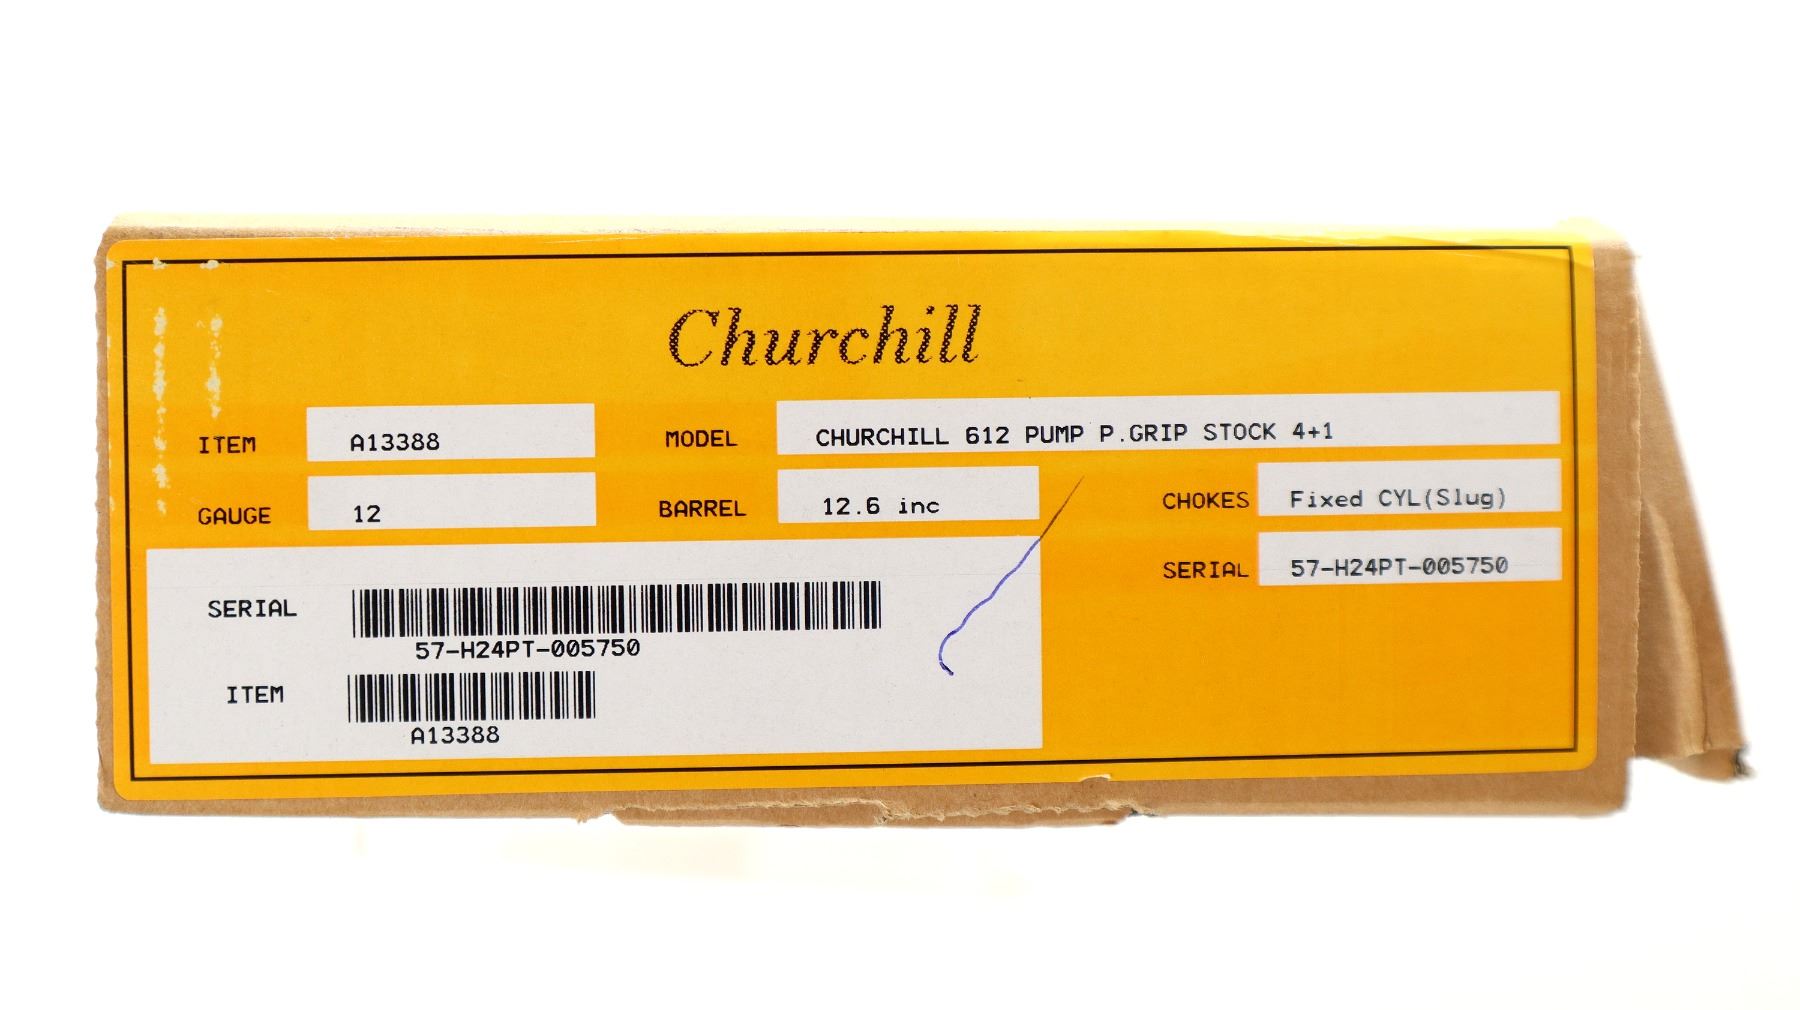 Churchill
ITEM A13388 MODEL CHURCHILL 612 PUMP P.GRIP STOCK 4+1
GAUGE 12 BARREL 12.6 inc CHOKES Fixed CYL(Slug)
SERIAL 57-H24PT-005750
SERIAL
57-H24PT-005750
ITEM
A13388